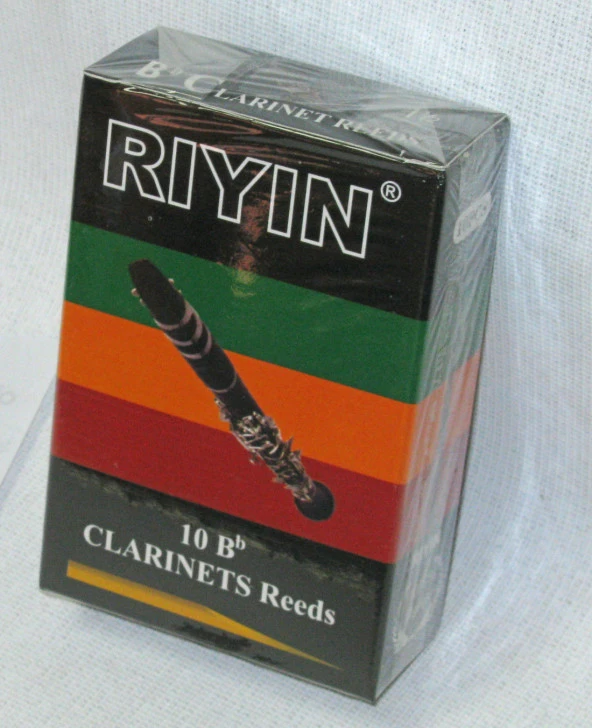 Bb CLARINET REEDS
RIYIN®
10 Bb
CLARINETS Reeds